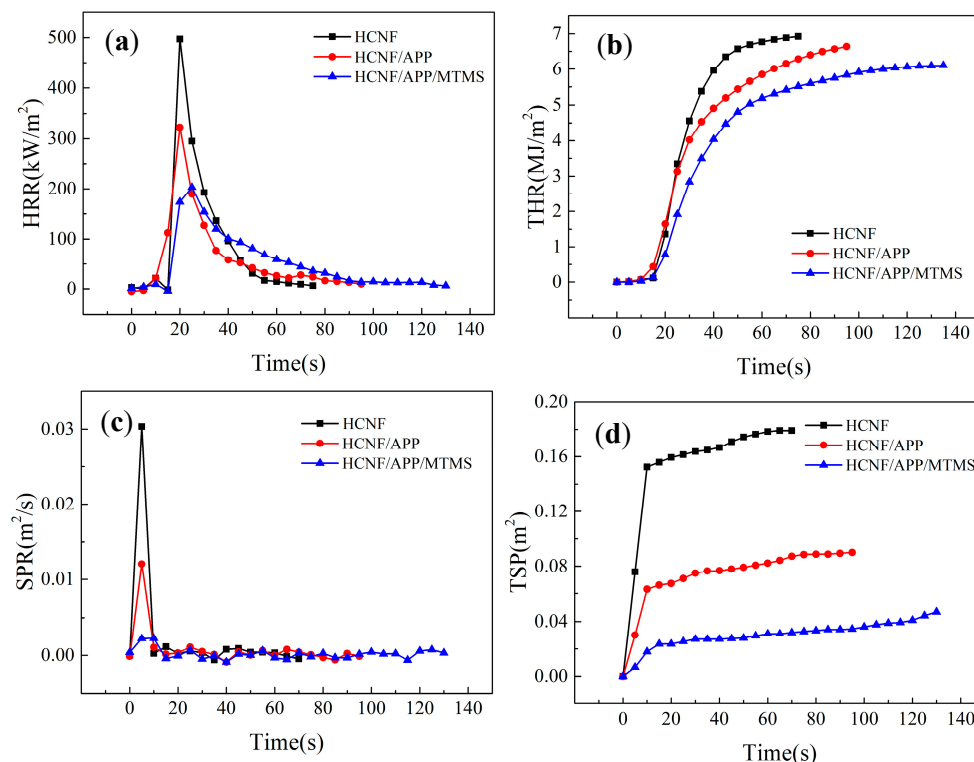 (a)
HCNF
HCNF/APP
HCNF/APP/MTMS
HRR(kW/m²)
500
400
300
200
100
0
0 20 40 60 80 100 120 140
Time(s)
(b)
HCNF
HCNF/APP
HCNF/APP/MTMS
THR(MJ/m²)
7
6
5
4
3
2
1
0
0 20 40 60 80 100 120 140
Time(s)
(c)
HCNF
HCNF/APP
HCNF/APP/MTMS
SPR(m²/s)
0.03
0.02
0.01
0.00
0 20 40 60 80 100 120 140
Time(s)
(d)
HCNF
HCNF/APP
HCNF/APP/MTMS
TSP(m²)
0.20
0.16
0.12
0.08
0.04
0.00
0 20 40 60 80 100 120 140
Time(s)